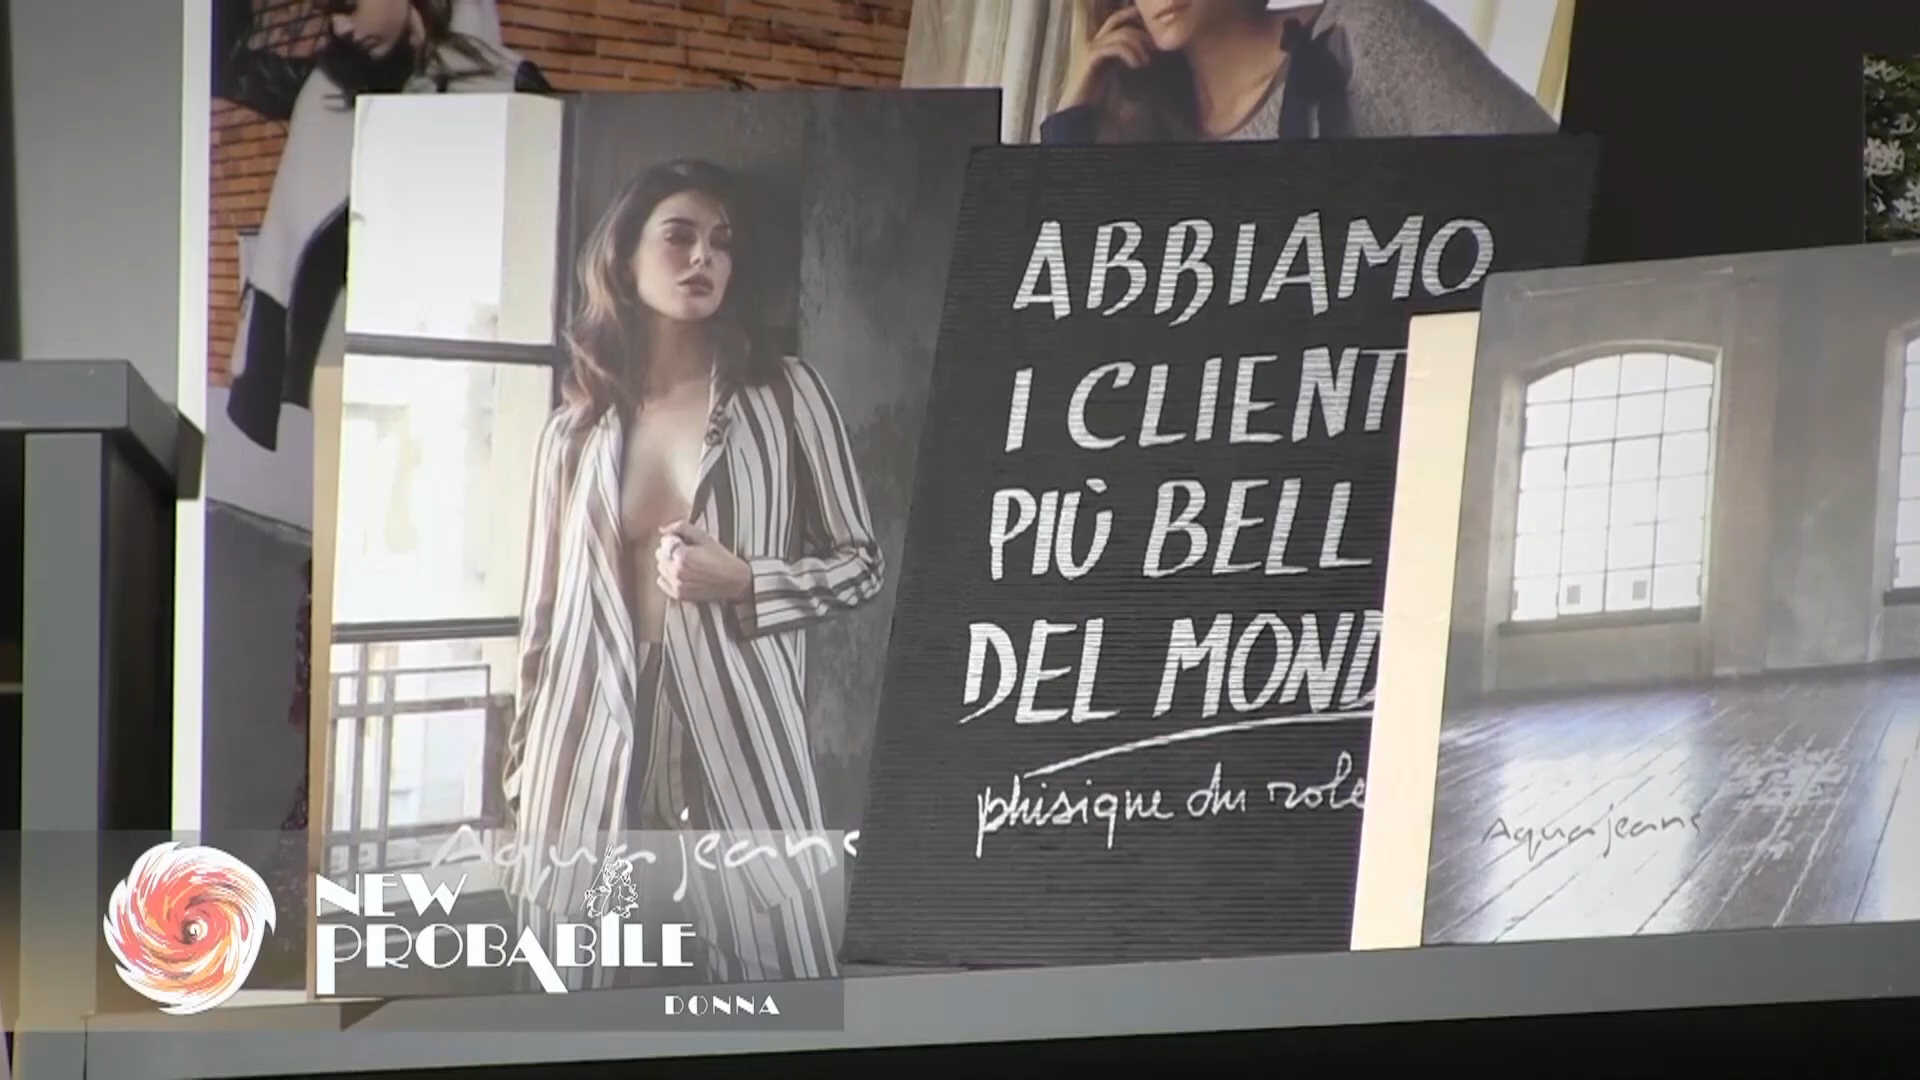 ABBIAMO
I CLIENT
PIÙ BELL
DEL MOND
phisique du role
Aqua jeans
Aqua jeans
NEW
PROBABILE
DONNA